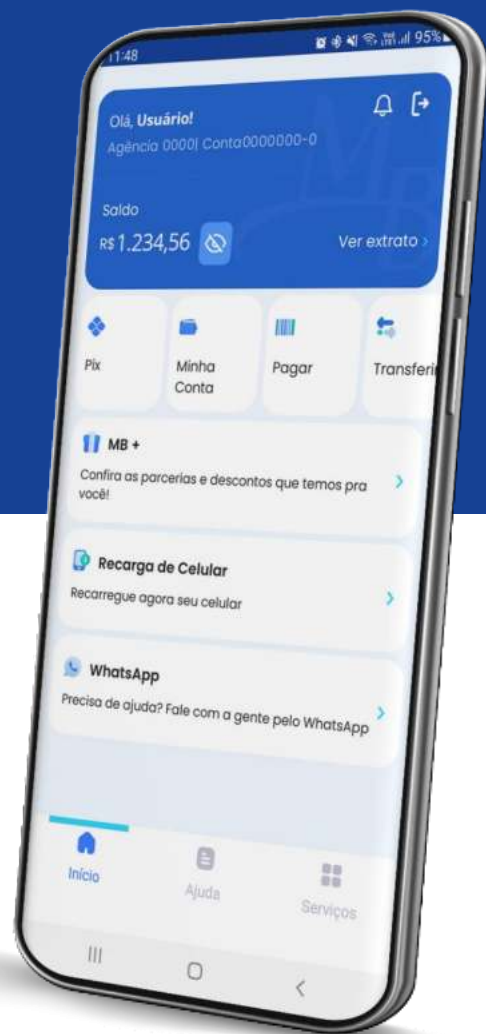 11:48
95%
Olá, Usuário!
Agência 0000| Conta0000000-0
MB
Saldo
R$ 1.234,56
Ver extrato
Pix
Minha
Conta
Pagar
Transferir
MB +
Confira as parcerias e descontos que temos pra
você!
Recarga de Celular
Recarregue agora seu celular
WhatsApp
Precisa de ajuda? Fale com a gente pelo WhatsApp
Início
Ajuda
Serviços